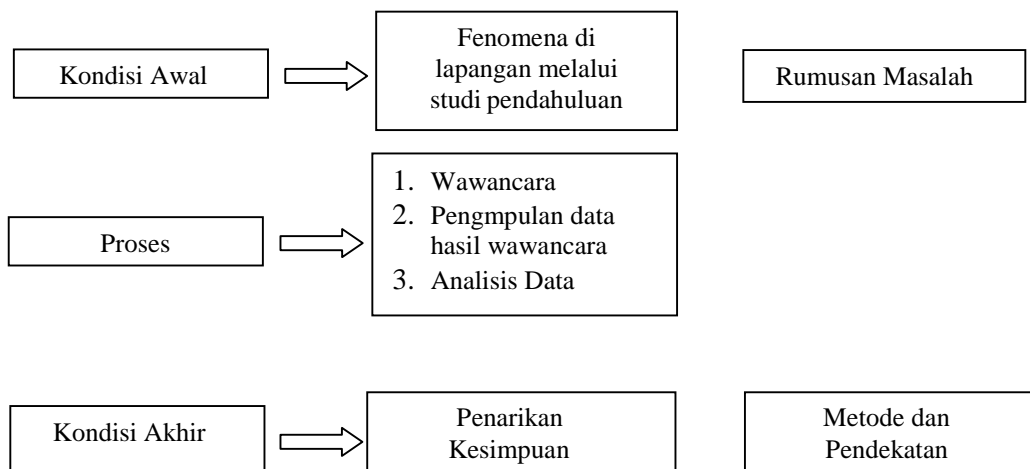 Kondisi Awal
Fenomena di
lapangan melalui
studi pendahuluan
Rumusan Masalah
Proses
1. Wawancara
2. Pengmpulan data
hasil wawancara
3. Analisis Data
Kondisi Akhir
Penarikan
Kesimpuan
Metode dan
Pendekatan